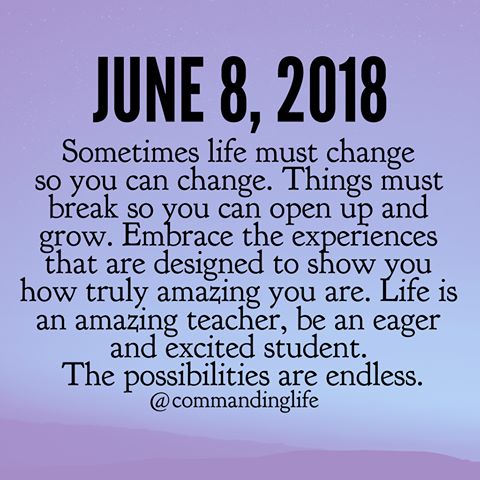 JUNE 8, 2018
Sometimes life must change
so you can change. Things must
break so you can open up and
grow. Embrace the experiences
that are designed to show you
how truly amazing you are. Life is
an amazing teacher, be an eager
and excited student.
The possibilities are endless.
@commandinglife